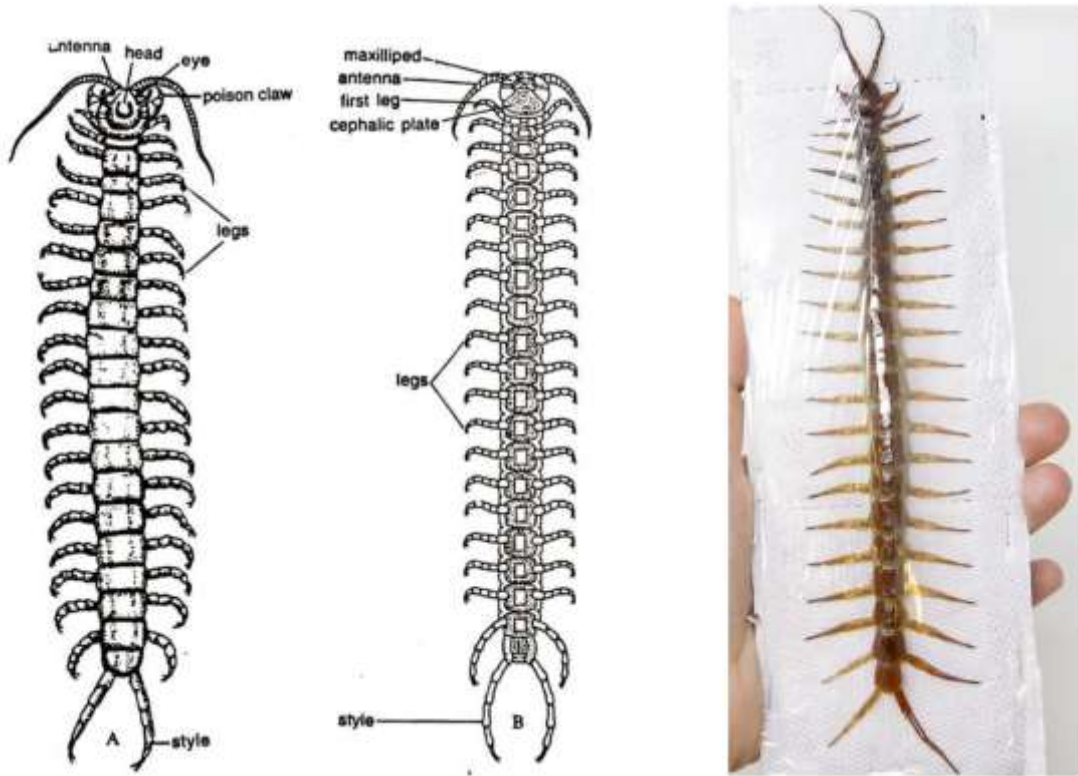 head
eye
poison claw
legs
A
style
maxilliped
antenna
first leg
cephalic plate
legs
style
B